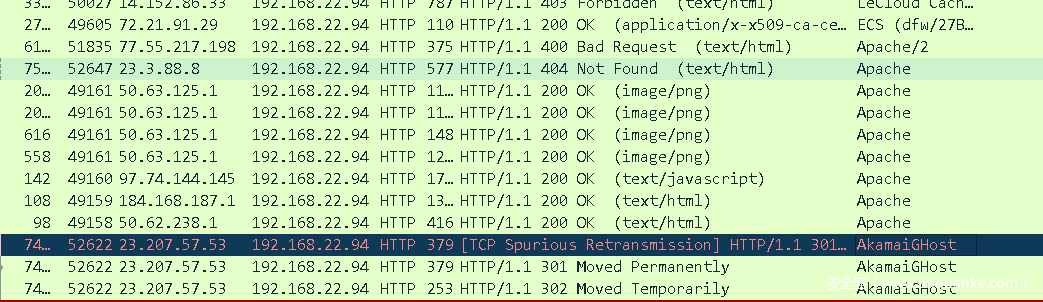 33… 50027 14.152.86.33 192.168.22.94 HTTP 787 HTTP/1.1 403 Forbidden (text/html) LeCloud Cach…
27… 49605 72.21.91.29 192.168.22.94 HTTP 110 HTTP/1.1 200 OK (application/x-x509-ca-ce… ECS (dfw/27B…
61… 51835 77.55.217.198 192.168.22.94 HTTP 375 HTTP/1.1 400 Bad Request (text/html) Apache/2
75… 52647 23.3.88.8 192.168.22.94 HTTP 577 HTTP/1.1 404 Not Found (text/html) Apache
20… 49161 50.63.125.1 192.168.22.94 HTTP 11… HTTP/1.1 200 OK (image/png) Apache
20… 49161 50.63.125.1 192.168.22.94 HTTP 11… HTTP/1.1 200 OK (image/png) Apache
616 49161 50.63.125.1 192.168.22.94 HTTP 148 HTTP/1.1 200 OK (image/png) Apache
558 49161 50.63.125.1 192.168.22.94 HTTP 12… HTTP/1.1 200 OK (image/png) Apache
142 49160 97.74.144.145 192.168.22.94 HTTP 17… HTTP/1.1 200 OK (text/javascript) Apache
108 49159 184.168.187.1 192.168.22.94 HTTP 13… HTTP/1.1 200 OK (text/html) Apache
98 49158 50.62.238.1 192.168.22.94 HTTP 416 HTTP/1.1 200 OK (text/html) Apache
74… 52622 23.207.57.53 192.168.22.94 HTTP 379 [TCP Spurious Retransmission] HTTP/1.1 301… AkamaiGHost
74… 52622 23.207.57.53 192.168.22.94 HTTP 379 HTTP/1.1 301 Moved Permanently AkamaiGHost
74… 52622 23.207.57.53 192.168.22.94 HTTP 253 HTTP/1.1 302 Moved Temporarily AkamaiGHost